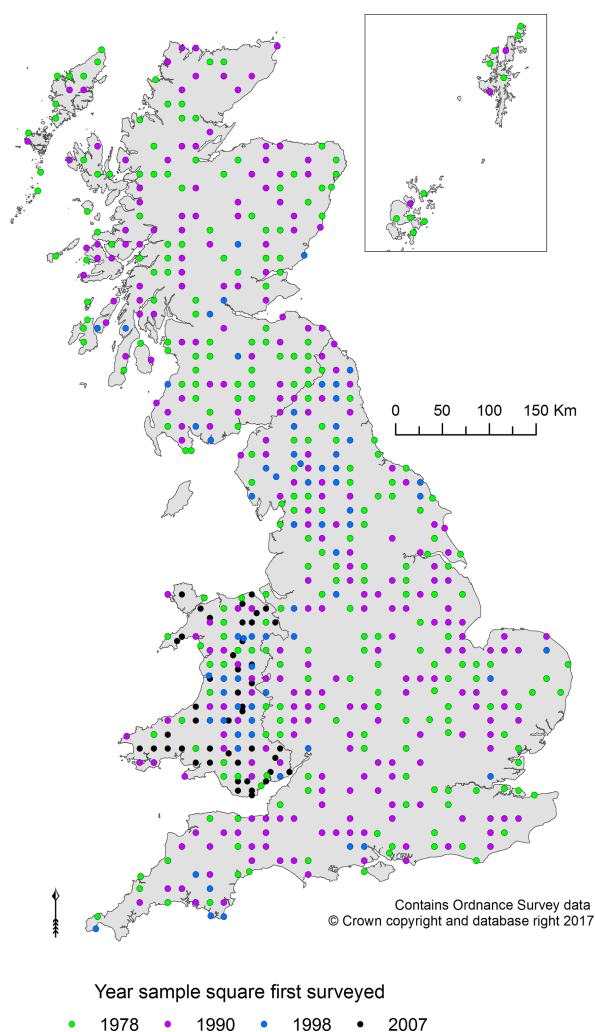 0 50 100 150 Km
Contains Ordnance Survey data
© Crown copyright and database right 2017
Year sample square first surveyed
1978 1990 1998 2007